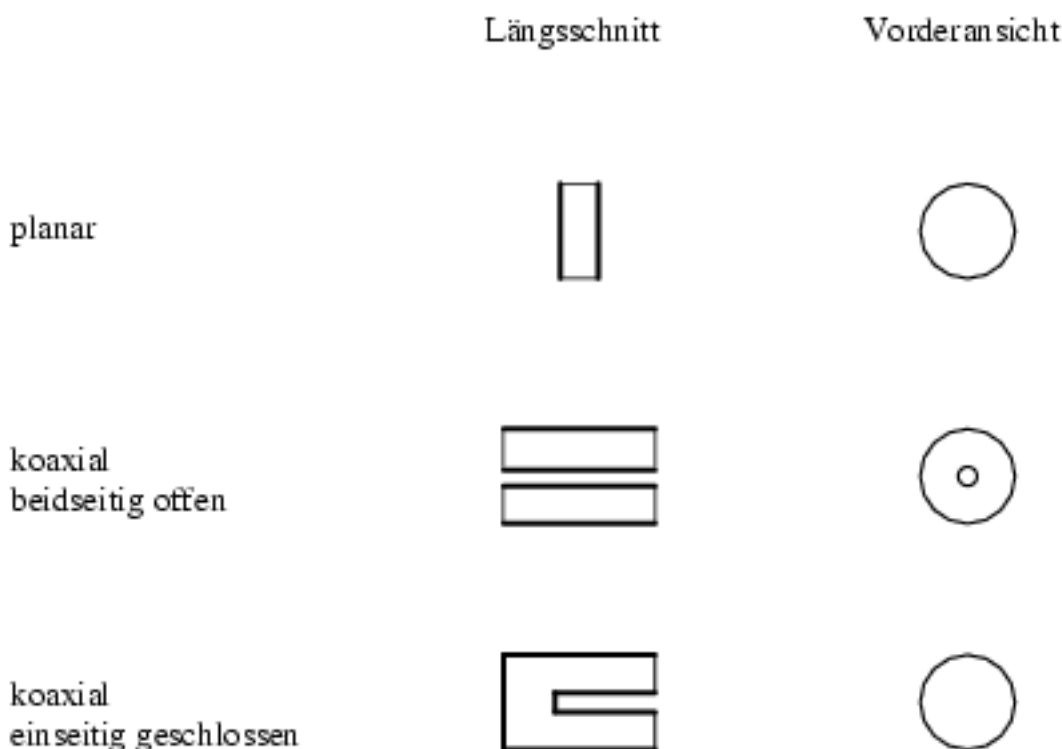 Längsschnitt Vorderansicht
planar
koaxial
beidseitig offen
koaxial
einseitig geschlossen